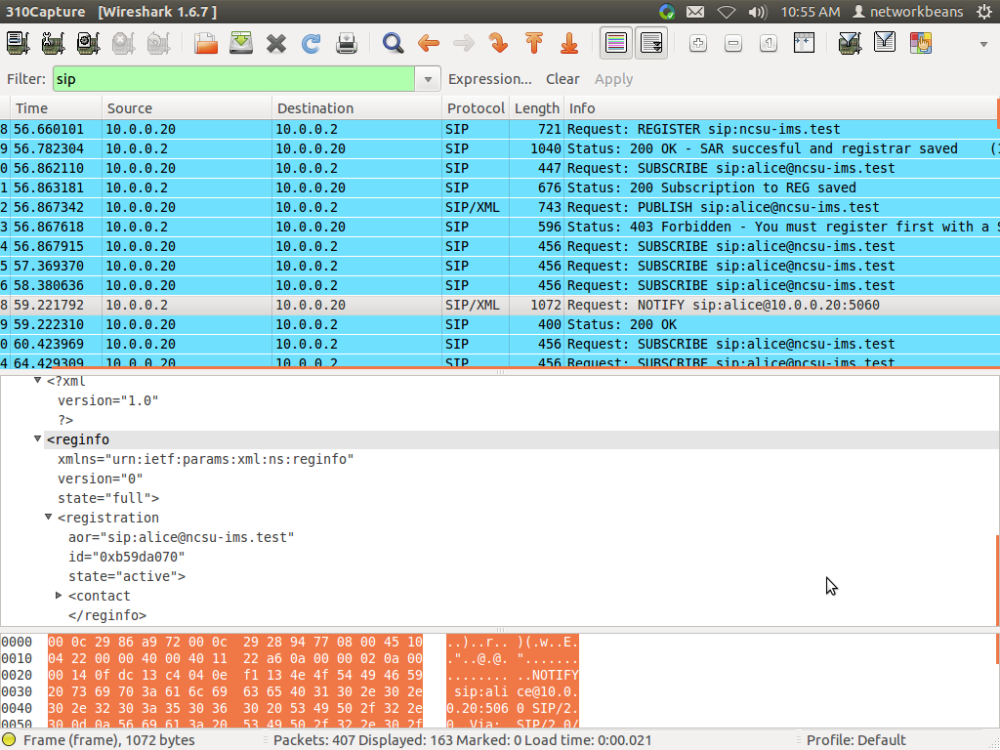 310Capture [Wireshark 1.6.7 ] 10:55 AM networkbeans
Filter: sip Expression... Clear Apply
Time Source Destination Protocol Length Info
8 56.660101 10.0.0.20 10.0.0.2 SIP 721 Request: REGISTER sip:ncsu-ims.test
9 56.782304 10.0.0.2 10.0.0.20 SIP 1040 Status: 200 OK - SAR succesful and registrar saved (1
0 56.862110 10.0.0.20 10.0.0.2 SIP 447 Request: SUBSCRIBE sip:alice@ncsu-ims.test
1 56.863181 10.0.0.2 10.0.0.20 SIP 676 Status: 200 Subscription to REG saved
2 56.867342 10.0.0.20 10.0.0.2 SIP/XML 743 Request: PUBLISH sip:alice@ncsu-ims.test
3 56.867618 10.0.0.2 10.0.0.20 SIP 596 Status: 403 Forbidden - You must register first with a S
4 56.867915 10.0.0.20 10.0.0.2 SIP 456 Request: SUBSCRIBE sip:alice@ncsu-ims.test
5 57.369370 10.0.0.20 10.0.0.2 SIP 456 Request: SUBSCRIBE sip:alice@ncsu-ims.test
6 58.380636 10.0.0.20 10.0.0.2 SIP 456 Request: SUBSCRIBE sip:alice@ncsu-ims.test
8 59.221792 10.0.0.2 10.0.0.20 SIP/XML 1072 Request: NOTIFY sip:alice@10.0.0.20:5060
9 59.222310 10.0.0.20 10.0.0.2 SIP 400 Status: 200 OK
0 60.423969 10.0.0.20 10.0.0.2 SIP 456 Request: SUBSCRIBE sip:alice@ncsu-ims.test
4 64.429309 10.0.0.20 10.0.0.2 SIP 456 Request: SUBSCRIBE sip:alice@ncsu-ims.test
<?xml
version="1.0"
?>
<reginfo
xmlns="urn:ietf:params:xml:ns:reginfo"
version="0"
state="full">
<registration
aor="sip:alice@ncsu-ims.test"
id="0xb59da070"
state="active">
<contact
</reginfo>
0000 00 0c 29 86 a9 72 00 0c 29 28 94 77 08 00 45 10 ..)..r.. )(.w..E.
0010 04 22 00 00 40 00 40 11 22 a6 0a 00 00 02 0a 00 ."..@.@. ".......
0020 00 14 0f dc 13 c4 04 0e f1 13 4e 4f 54 49 46 59 ........ ..NOTIFY
0030 20 73 69 70 3a 61 6c 69 63 65 40 31 30 2e 30 2e sip:ali ce@10.0.
0040 30 2e 32 30 3a 35 30 36 30 20 53 49 50 2f 32 2e 0.20:506 0 SIP/2.
0050 30 0d 0a 56 69 61 3a 20 53 49 50 2f 32 2e 30 2f 0..Via: SIP/2.0/
Frame (frame), 1072 bytes Packets: 407 Displayed: 163 Marked: 0 Load time: 0:00.021 Profile: Default